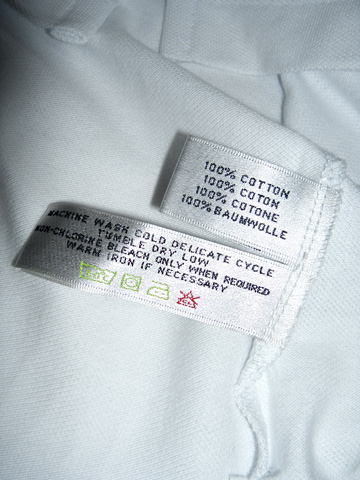 100% COTTON
100% COTON
100% COTONE
100% BAUMWOLLE
MACHINE WASH COLD DELICATE CYCLE
TUMBLE DRY LOW
NON-CHLORINE BLEACH ONLY WHEN REQUIRED
WARM IRON IF NECESSARY